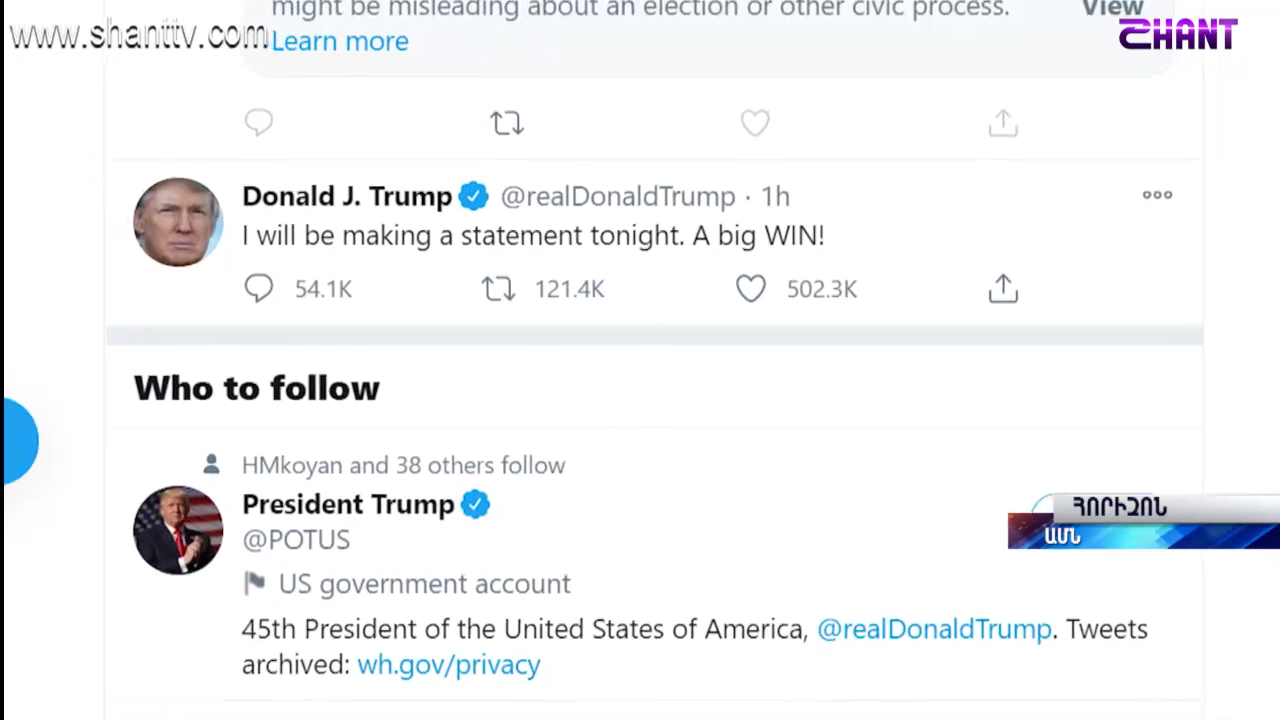 might be misleading about an election or other civic process.
View
www.shanttv.com
Learn more
SHANT
Donald J. Trump @realDonaldTrump · 1h
I will be making a statement tonight. A big WIN!
54.1K 121.4K 502.3K
Who to follow
HMkoyan and 38 others follow
President Trump
@POTUS
ՀՈՐԻԶՈՆ
ԱՄՆ
US government account
45th President of the United States of America, @realDonaldTrump. Tweets
archived: wh.gov/privacy